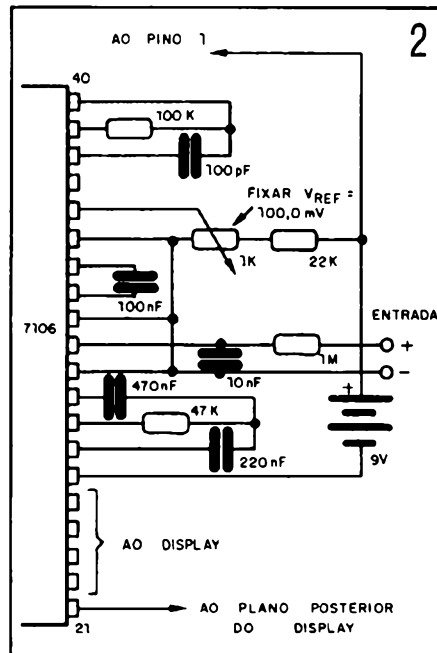 2
AO PINO 1
40
100 K
100pF
FIXAR VREF =
100,0 mV
1K
22K
100nF
7106
ENTRADA
+
1M
-
470nF
10nF
47 K
+
220nF
9V
AO DISPLAY
AO PLANO POSTERIOR
DO DISPLAY
21